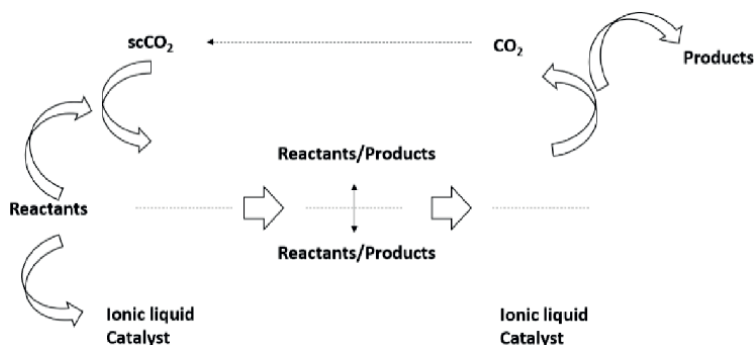 scCO₂
CO₂
Products
Reactants/Products
Reactants
Reactants/Products
Ionic liquid
Catalyst
Ionic liquid
Catalyst